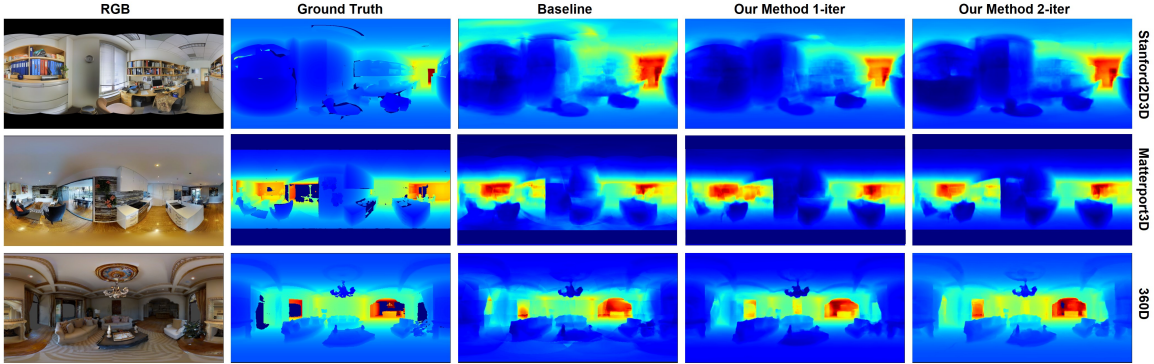 RGB
Ground Truth
Baseline
Our Method 1-iter
Our Method 2-iter
Stanford2D3D
Matterport3D
360D